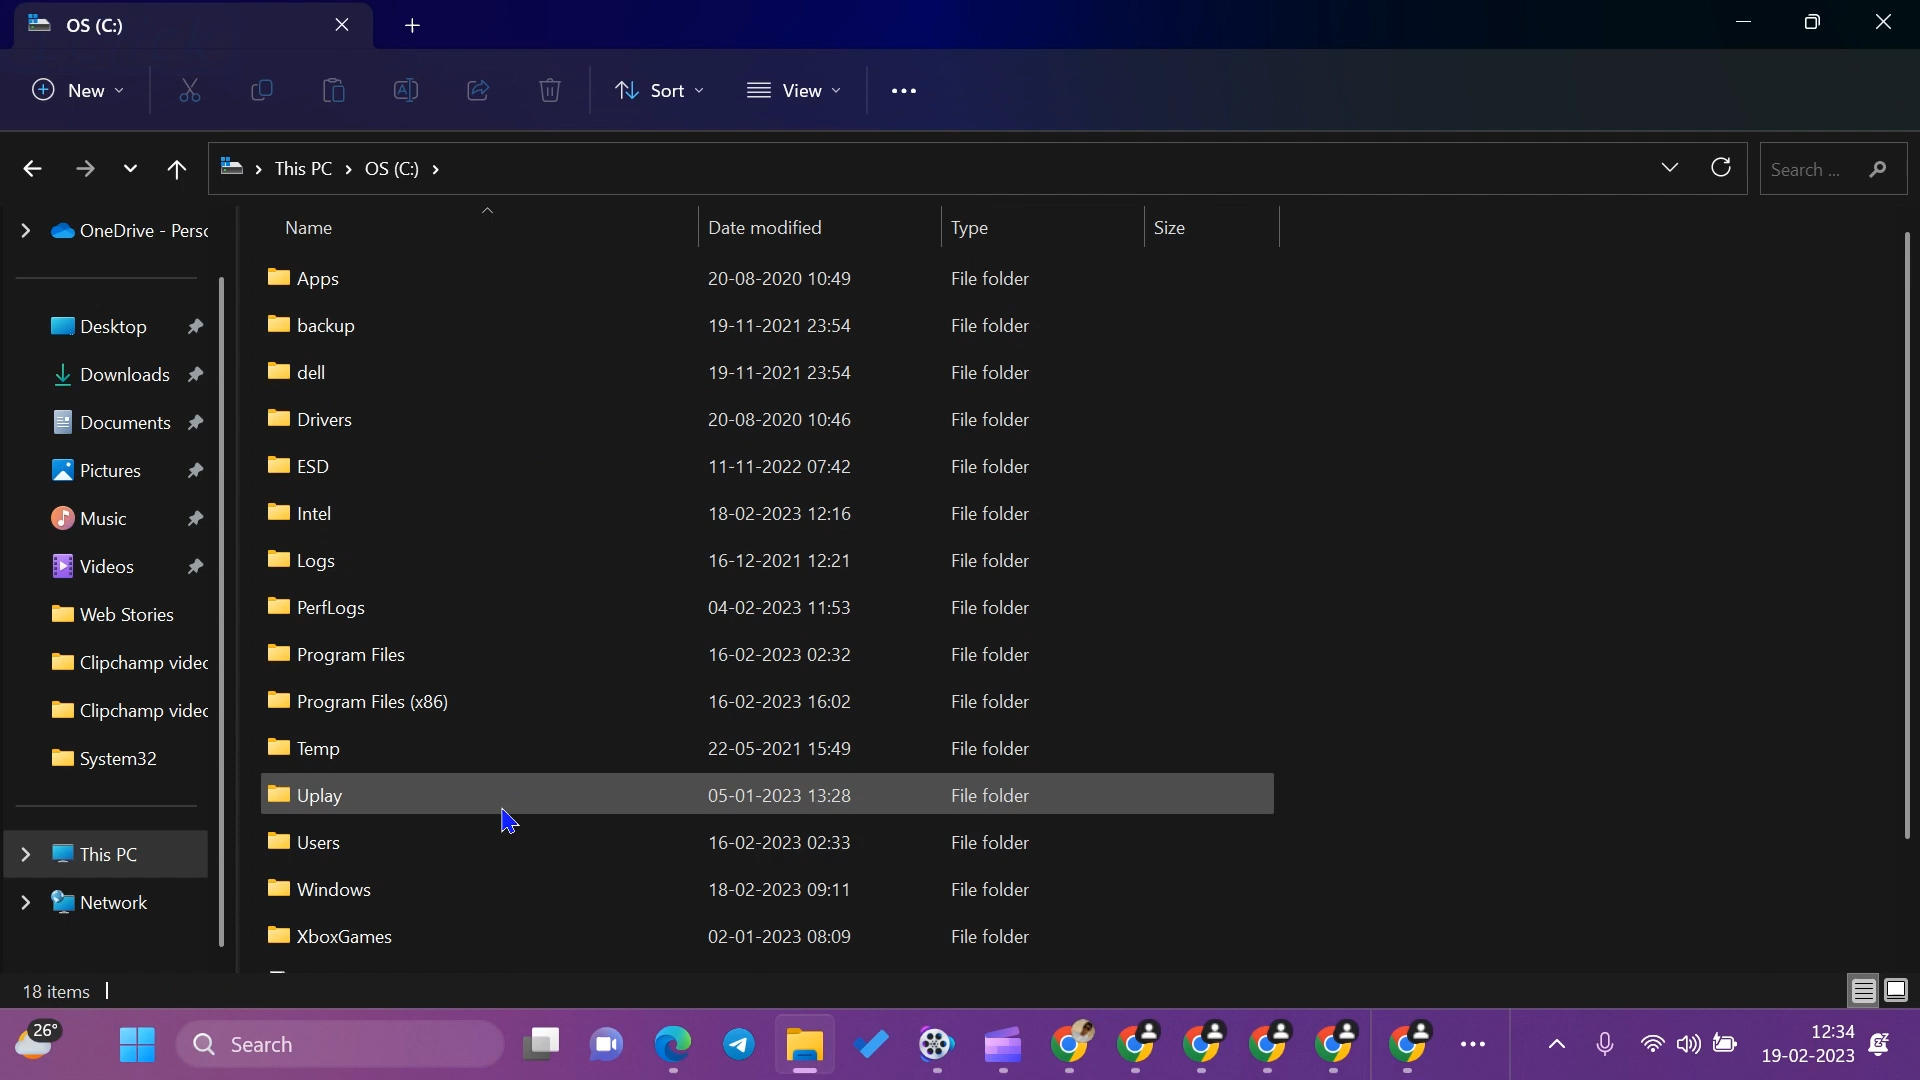 OS (C:)
New Sort View
This PC OS (C:) Search ...
Name Date modified Type Size
OneDrive - Perso
Desktop
Downloads
Documents
Pictures
Music
Videos
Web Stories
Clipchamp videc
Clipchamp videc
System32
This PC
Network
Apps 20-08-2020 10:49 File folder
backup 19-11-2021 23:54 File folder
dell 19-11-2021 23:54 File folder
Drivers 20-08-2020 10:46 File folder
ESD 11-11-2022 07:42 File folder
Intel 18-02-2023 12:16 File folder
Logs 16-12-2021 12:21 File folder
PerfLogs 04-02-2023 11:53 File folder
Program Files 16-02-2023 02:32 File folder
Program Files (x86) 16-02-2023 16:02 File folder
Temp 22-05-2021 15:49 File folder
Uplay 05-01-2023 13:28 File folder
Users 16-02-2023 02:33 File folder
Windows 18-02-2023 09:11 File folder
XboxGames 02-01-2023 08:09 File folder
18 items
26°
Search
12:34
19-02-2023